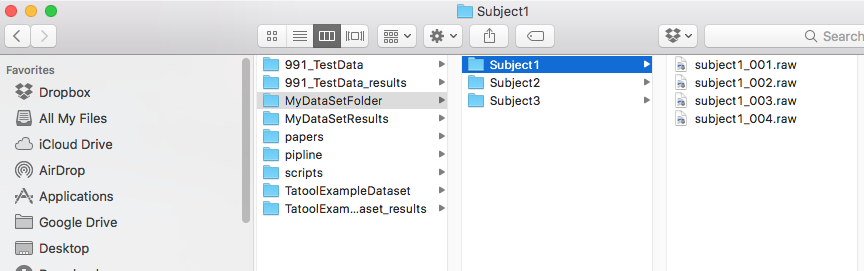 Subject1
Search
Favorites
Dropbox
All My Files
iCloud Drive
AirDrop
Applications
Google Drive
Desktop
991_TestData
991_TestData_results
MyDataSetFolder
MyDataSetResults
papers
pipline
scripts
TatoolExampleDataset
TatoolExam...aset_results
Subject1
Subject2
Subject3
subject1_001.raw
subject1_002.raw
subject1_003.raw
subject1_004.raw